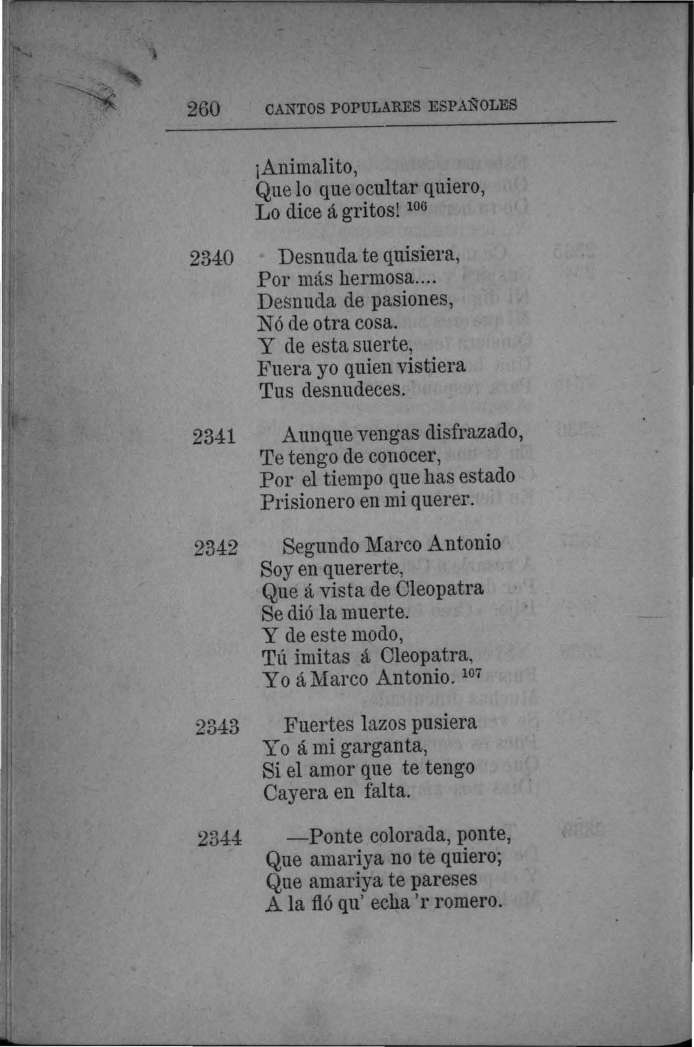 260 CANTOS POPULARES ESPAÑOLES
¡Animalito,
Que lo que ocultar quiero,
Lo dice á gritos! 106
2340 Desnuda te quisiera,
Por más hermosa....
Desnuda de pasiones,
Nó de otra cosa.
Y de esta suerte,
Fuera yo quien vistiera
Tus desnudeces.
2341 Aunque vengas disfrazado,
Te tengo de conocer,
Por el tiempo que has estado
Prisionero en mi querer.
2342 Segundo Marco Antonio
Soy en quererte,
Que á vista de Cleopatra
Se dió la muerte.
Y de este modo,
Tú imitas á Cleopatra,
Yo á Marco Antonio. 107
2343 Fuertes lazos pusiera
Yo á mi garganta,
Si el amor que te tengo
Cayera en falta.
2344 —Ponte colorada, ponte,
Que amariya no te quiero;
Que amariya te pareses
A la fló qu' echa 'r romero.